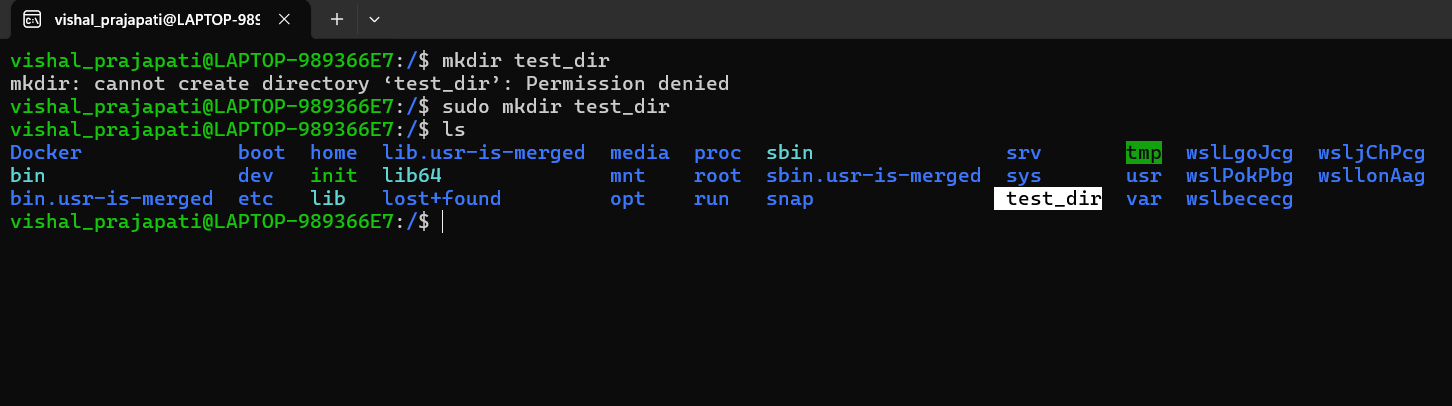 vishal_prajapati@LAPTOP-989
vishal_prajapati@LAPTOP-989366E7:/$ mkdir test_dir
mkdir: cannot create directory ‘test_dir’: Permission denied
vishal_prajapati@LAPTOP-989366E7:/$ sudo mkdir test_dir
vishal_prajapati@LAPTOP-989366E7:/$ ls
Docker boot home lib.usr-is-merged media proc sbin srv tmp wslLgoJcg wsljChPcg
bin dev init lib64 mnt root sbin.usr-is-merged sys usr wslPokPbg wsllonAag
bin.usr-is-merged etc lib lost+found opt run snap test_dir var wslbececg
vishal_prajapati@LAPTOP-989366E7:/$